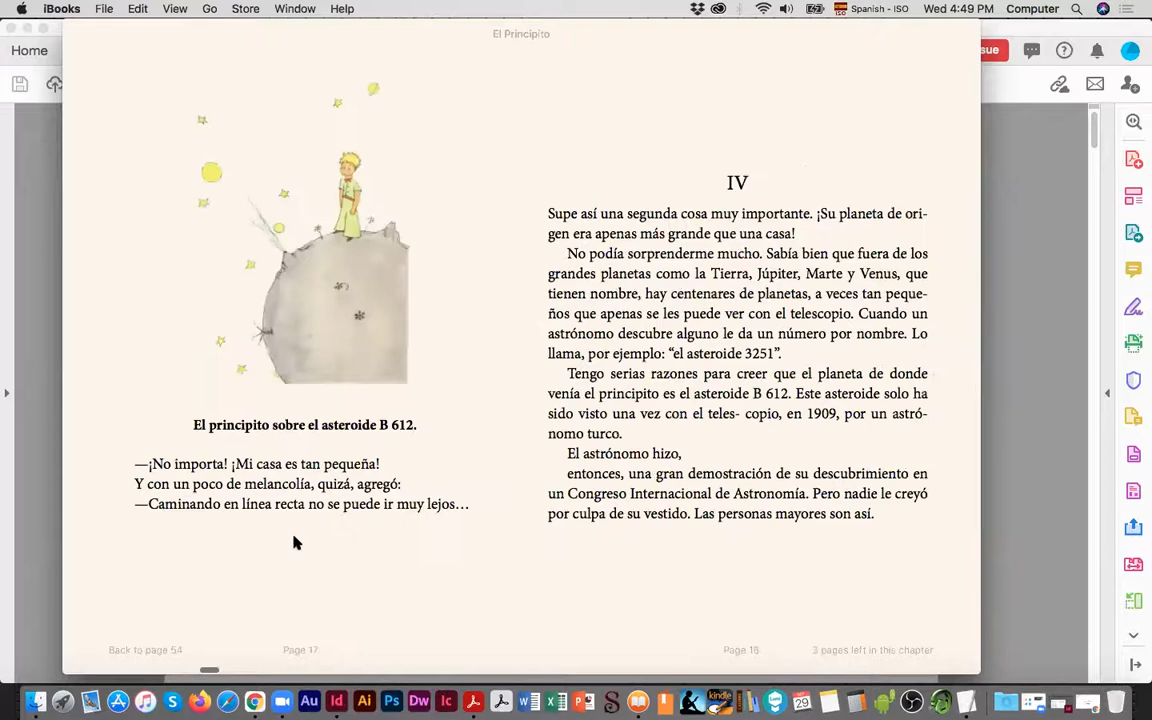 iBooks File Edit View Go Store Window Help Spanish - ISO Wed 4:49 PM Computer
El Principito
Home
sue
El principito sobre el asteroide B 612.
—¡No importa! ¡Mi casa es tan pequeña!
Y con un poco de melancolía, quizá, agregó:
—Caminando en línea recta no se puede ir muy lejos…
IV
Supe así una segunda cosa muy importante. ¡Su planeta de ori-
gen era apenas más grande que una casa!
No podía sorprenderme mucho. Sabía bien que fuera de los
grandes planetas como la Tierra, Júpiter, Marte y Venus, que
tienen nombre, hay centenares de planetas, a veces tan peque-
ños que apenas se les puede ver con el telescopio. Cuando un
astrónomo descubre alguno le da un número por nombre. Lo
llama, por ejemplo: “el asteroide 3251”.
Tengo serias razones para creer que el planeta de donde
venía el principito es el asteroide B 612. Este asteroide solo ha
sido visto una vez con el teles- copio, en 1909, por un astró-
nomo turco.
El astrónomo hizo,
entonces, una gran demostración de su descubrimiento en
un Congreso Internacional de Astronomía. Pero nadie le creyó
por culpa de su vestido. Las personas mayores son así.
Back to page 54 Page 17
Page 18 3 pages left in this chapter
Au Id Ai Ps Dw Ic kindle 29